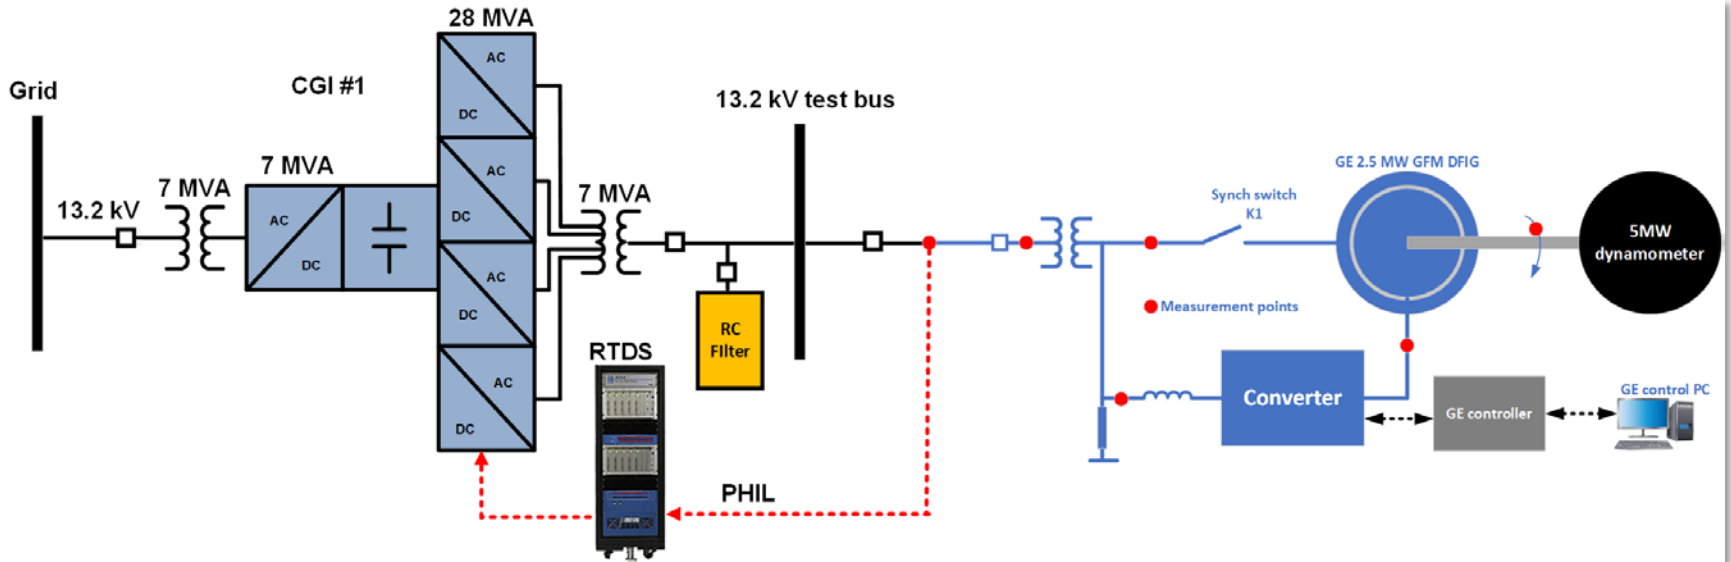 28 MVA
AC
DC
Grid
CGI #1
13.2 kV test bus
7 MVA
7 MVA
13.2 kV
AC
DC
AC
DC
7 MVA
AC
DC
AC
DC
RC
FIlter
RTDS
PHIL
GE 2.5 MW GFM DFIG
Synch switch
K1
5MW
dynamometer
Measurement points
Converter
GE controller
GE control PC